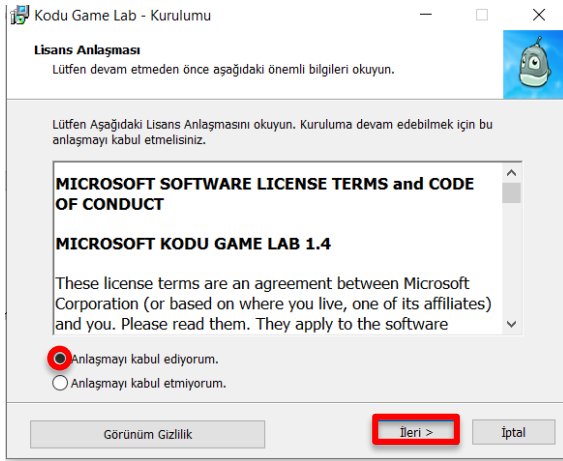 Kodu Game Lab - Kurulumu
Lisans Anlaşması
Lütfen devam etmeden önce aşağıdaki önemli bilgileri okuyun.
Lütfen Aşağıdaki Lisans Anlaşmasını okuyun. Kuruluma devam edebilmek için bu
anlaşmayı kabul etmelisiniz.
MICROSOFT SOFTWARE LICENSE TERMS and CODE
OF CONDUCT
MICROSOFT KODU GAME LAB 1.4
These license terms are an agreement between Microsoft
Corporation (or based on where you live, one of its affiliates)
and you. Please read them. They apply to the software
Anlaşmayı kabul ediyorum.
Anlaşmayı kabul etmiyorum.
Görünüm Gizlilik
İleri >
İptal